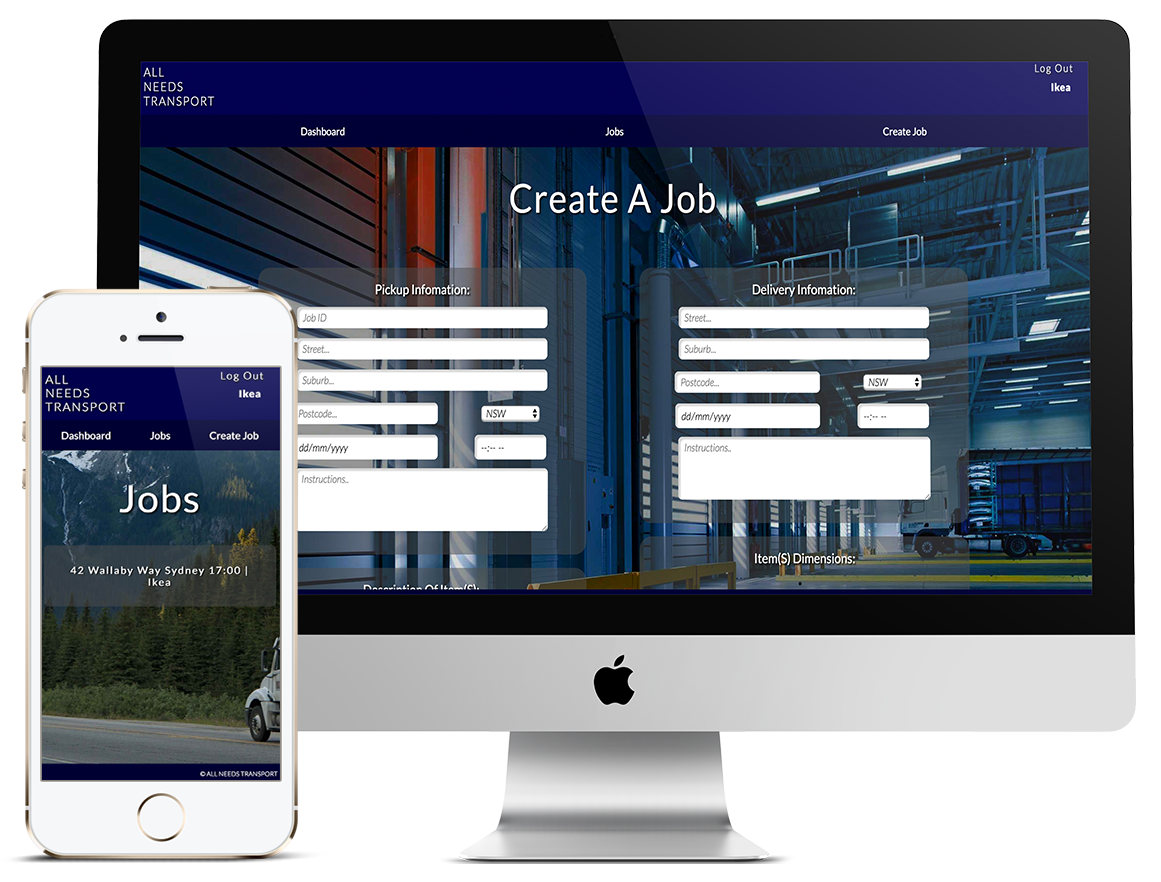 ALL
NEEDS
TRANSPORT
Log Out
Ikea
Dashboard
Jobs
Create Job
Create A Job
Pickup Infomation:
Job ID
Street...
Suburb...
Postcode...
NSW
dd/mm/yyyy
--:-- --
Instructions..
Description Of Item(S):
Delivery Infomation:
Street...
Suburb...
Postcode...
NSW
dd/mm/yyyy
--:-- --
Instructions..
Item(S) Dimensions:
ALL
NEEDS
TRANSPORT
Log Out
Ikea
Dashboard
Jobs
Create Job
Jobs
42 Wallaby Way Sydney 17:00 |
Ikea
© ALL NEEDS TRANSPORT